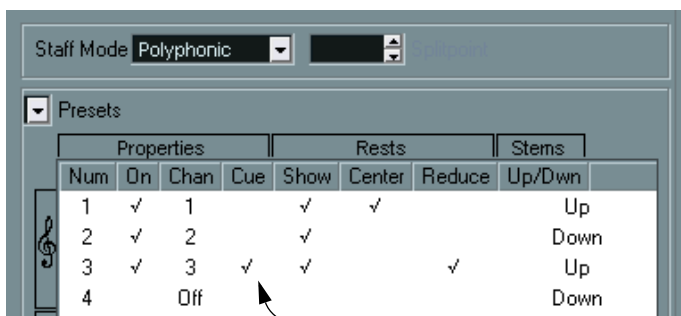 Staff Mode Polyphonic Splitpoint
Presets
Properties Rests Stems
Num On Chan Cue Show Center Reduce Up/Dwn
1 √ 1 √ √ Up
2 √ 2 √ Down
3 √ 3 √ √ √ Up
4 Off Down